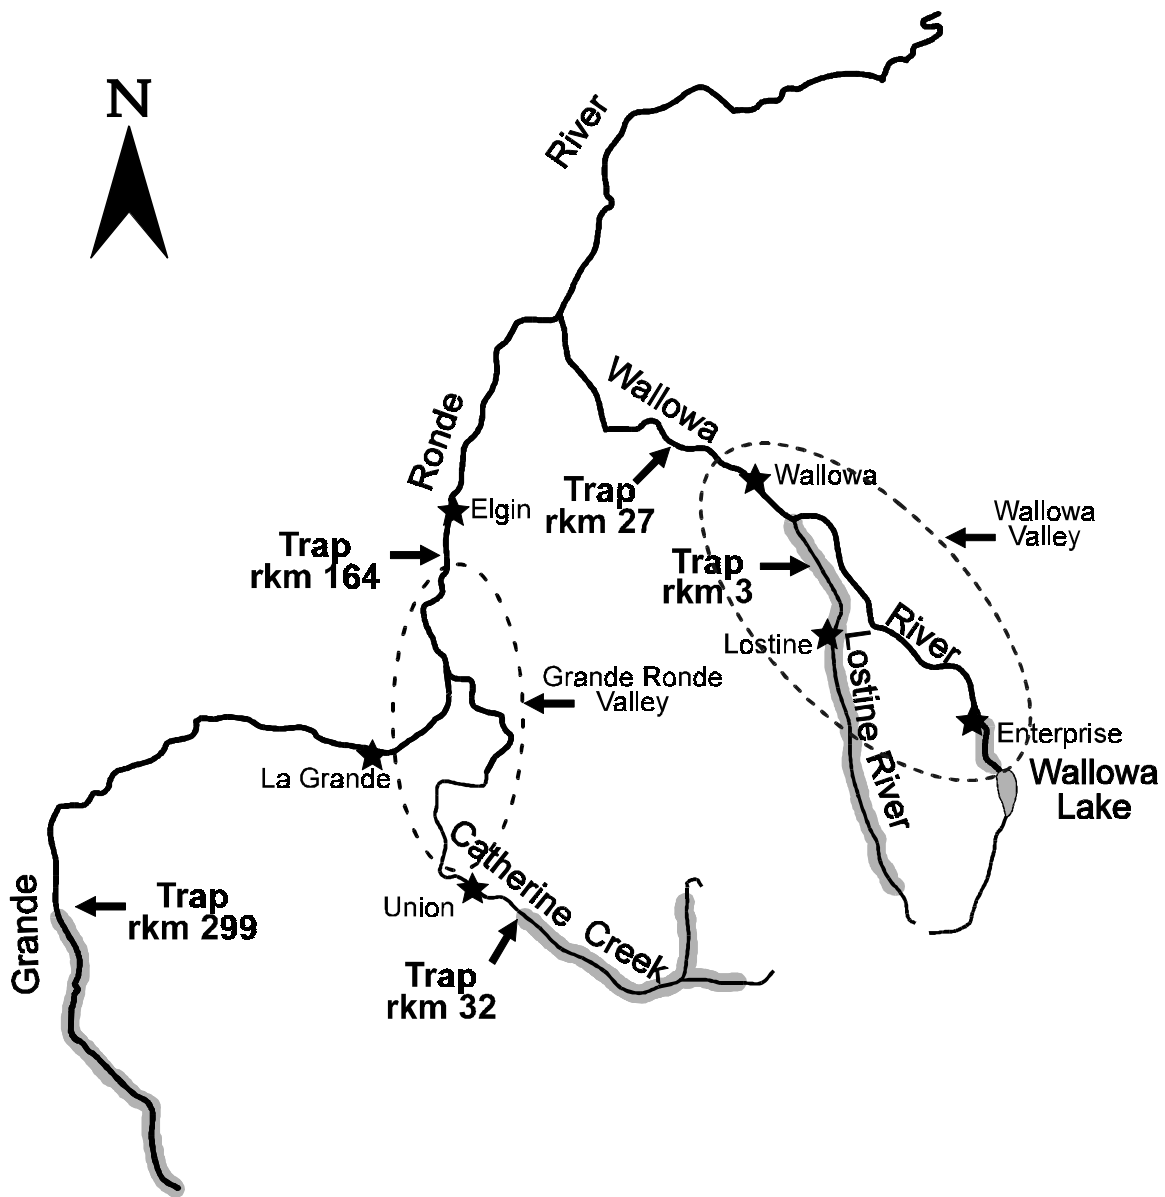 N
River
Wallowa
Ronde
Wallowa
Elgin
Trap
rkm 27
Wallowa
Valley
Trap
rkm 164
Trap
rkm 3
River
Lostine
Lostine River
Grande Ronde
Valley
Enterprise
La Grande
Wallowa
Lake
Catherine Creek
Union
Grande
Trap
rkm 299
Trap
rkm 32